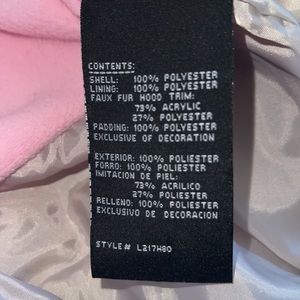 CONTENTS:
SHELL: 100% POLYESTER
LINING: 100% POLYESTER
FAUX FUR HOOD TRIM:
73% ACRYLIC
27% POLYESTER
PADDING: 100% POLYESTER
EXCLUSIVE OF DECORATION
EXTERIOR: 100% POLIESTER
FORRO: 100% POLIESTER
IMITACION DE PIEL:
73% ACRILICO
27% POLIESTER
RELLENO: 100% POLIESTER
EXCLUSIVO DE DECORACION
STYLE# L217H80